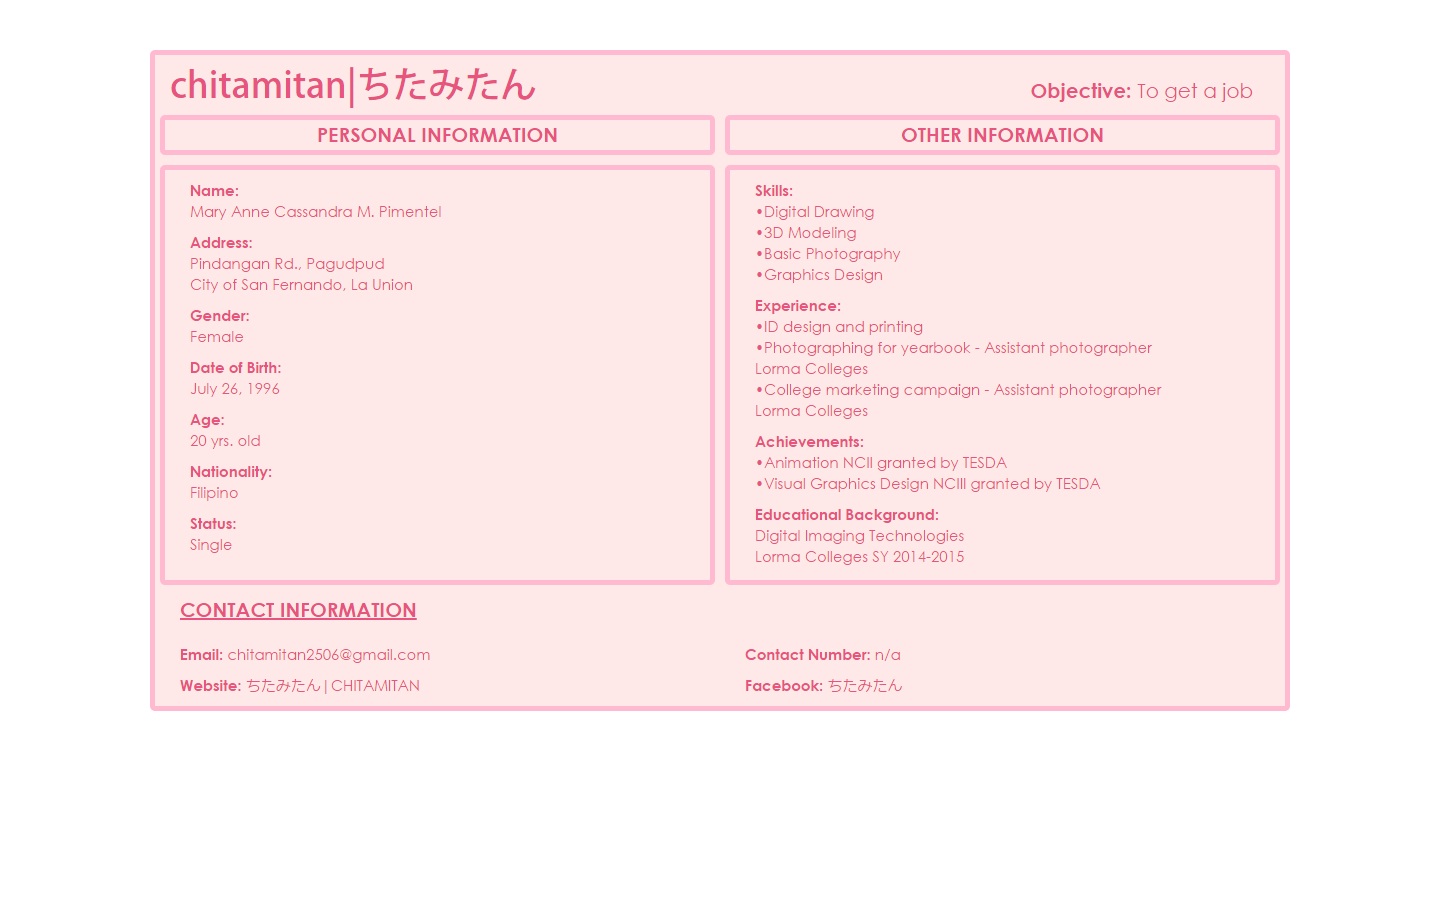 chitamitan|ちたみたん
Objective: To get a job
PERSONAL INFORMATION
Name:
Mary Anne Cassandra M. Pimentel
Address:
Pindangan Rd., Pagudpud
City of San Fernando, La Union
Gender:
Female
Date of Birth:
July 26, 1996
Age:
20 yrs. old
Nationality:
Filipino
Status:
Single
OTHER INFORMATION
Skills:
•Digital Drawing
•3D Modeling
•Basic Photography
•Graphics Design
Experience:
•ID design and printing
•Photographing for yearbook - Assistant photographer
Lorma Colleges
•College marketing campaign - Assistant photographer
Lorma Colleges
Achievements:
•Animation NCII granted by TESDA
•Visual Graphics Design NCIII granted by TESDA
Educational Background:
Digital Imaging Technologies
Lorma Colleges SY 2014-2015
CONTACT INFORMATION
Email: chitamitan2506@gmail.com
Contact Number: n/a
Website: ちたみたん|CHITAMITAN
Facebook: ちたみたん